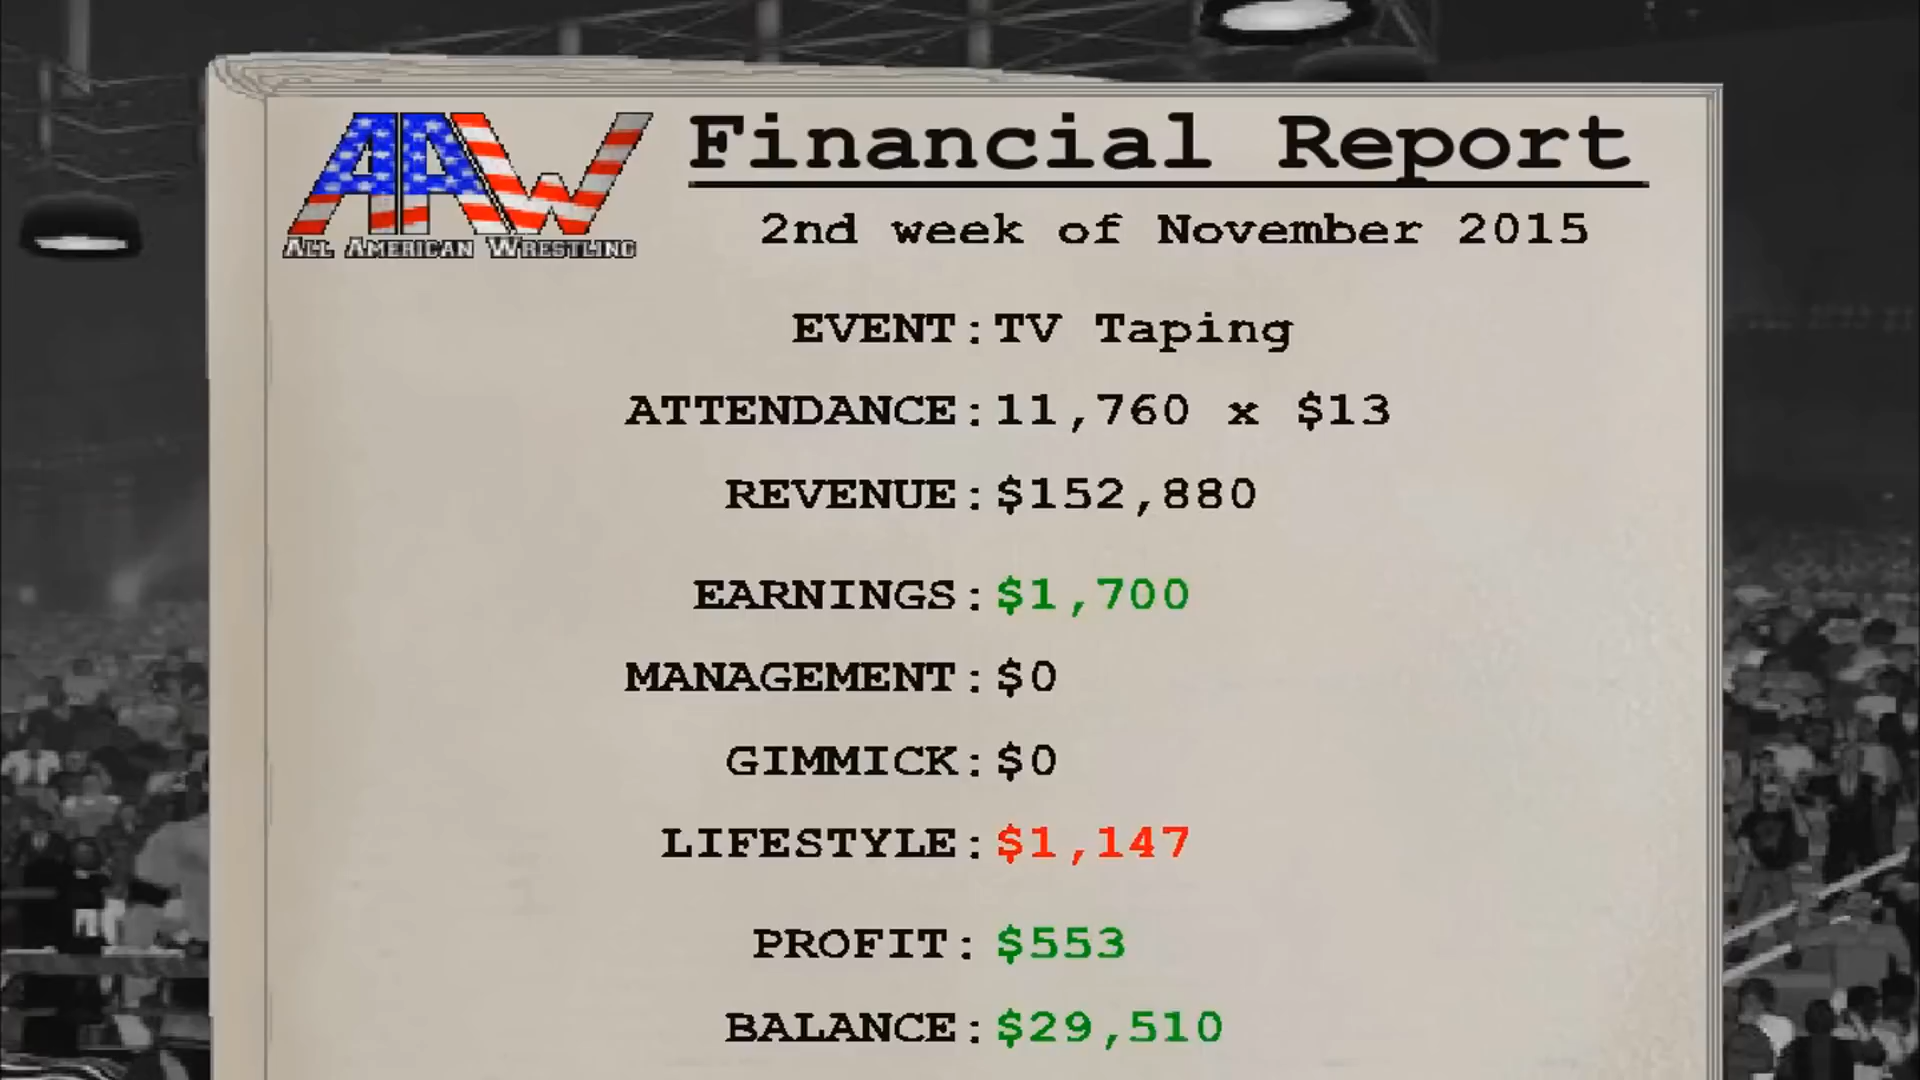 AAW
ALL AMERICAN WRESTLING
Financial Report
2nd week of November 2015
EVENT: TV Taping
ATTENDANCE: 11,760 x $13
REVENUE: $152,880
EARNINGS: $1,700
MANAGEMENT: $0
GIMMICK: $0
LIFESTYLE: $1,147
PROFIT: $553
BALANCE: $29,510